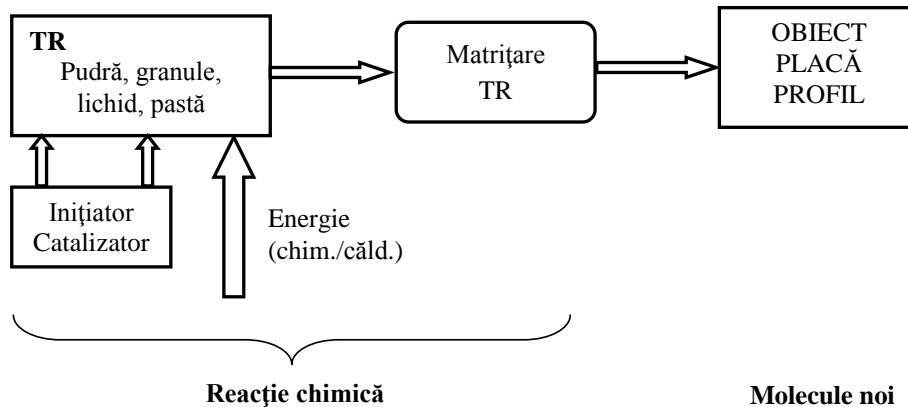 TR
Pudră, granule,
lichid, pastă
Matriţare
TR
OBIECT
PLACĂ
PROFIL
Iniţiator
Catalizator
Energie
(chim./căld.)
Reacţie chimică
Molecule noi